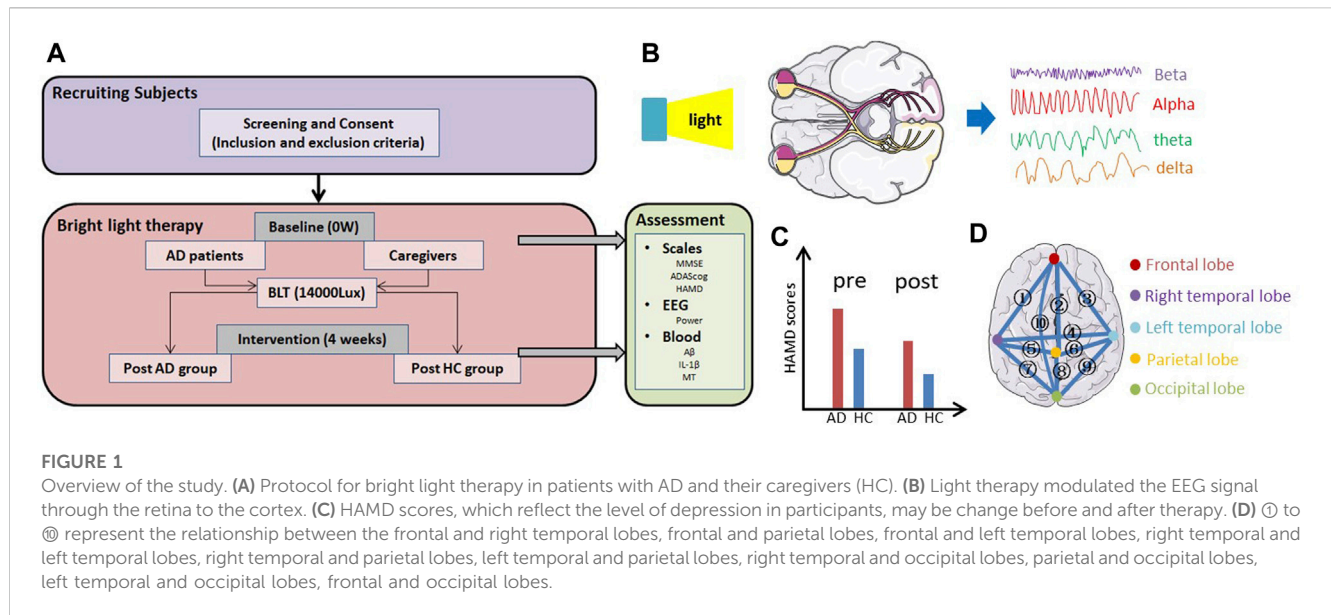 A
Recruiting Subjects
Screening and Consent
(Inclusion and exclusion criteria)
Bright light therapy
Baseline (0W)
AD patients
Caregivers
BLT (14000Lux)
Intervention (4 weeks)
Post AD group
Post HC group
Assessment
• Scales
MMSE
ADAScog
HAMD
• EEG
Power
• Blood
Aβ
IL-1β
MT
B
light
Beta
Alpha
theta
delta
C
HAMD scores
pre
post
AD HC
AD HC
D
①
②
③
⑩
④
⑤
⑥
⑦
⑧
⑨
Frontal lobe
Right temporal lobe
Left temporal lobe
Parietal lobe
Occipital lobe
FIGURE 1
Overview of the study. (A) Protocol for bright light therapy in patients with AD and their caregivers (HC). (B) Light therapy modulated the EEG signal
through the retina to the cortex. (C) HAMD scores, which reflect the level of depression in participants, may be change before and after therapy. (D) ① to
⑩ represent the relationship between the frontal and right temporal lobes, frontal and parietal lobes, frontal and left temporal lobes, right temporal and
left temporal lobes, right temporal and parietal lobes, left temporal and parietal lobes, right temporal and occipital lobes, parietal and occipital lobes,
left temporal and occipital lobes, frontal and occipital lobes.